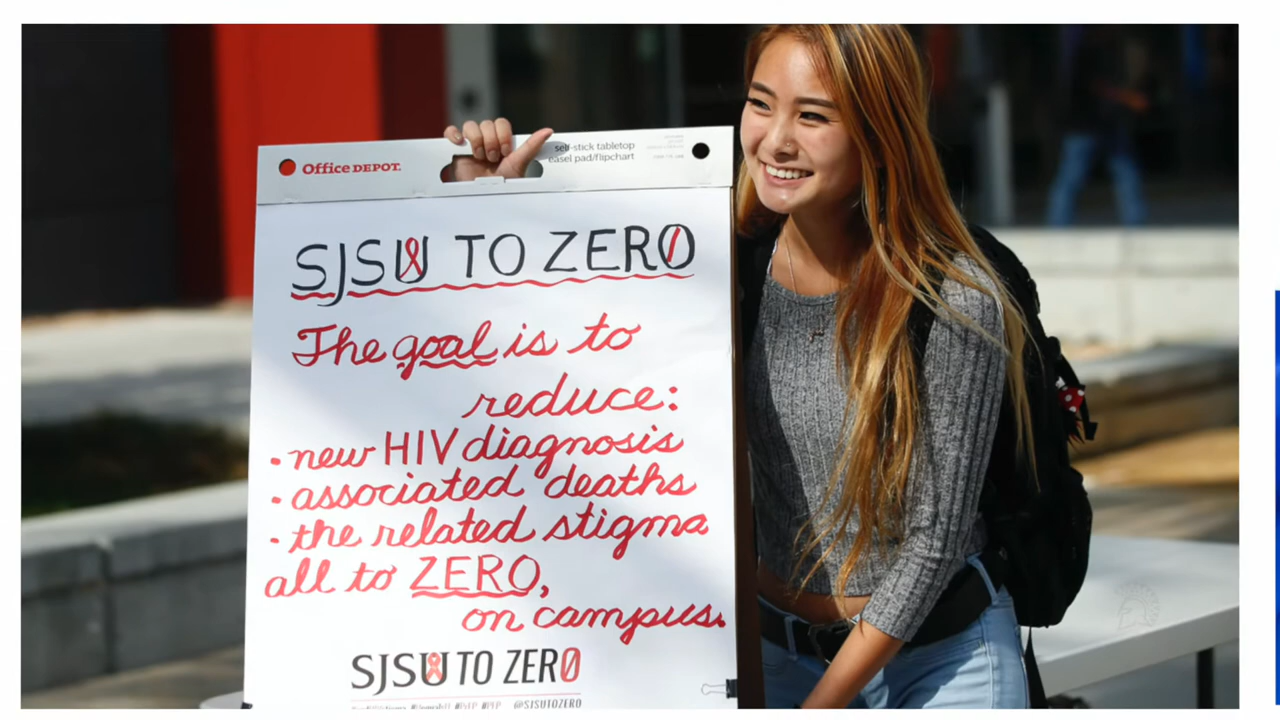 Office DEPOT.
self-stick tabletop
easel pad/flipchart
SJSU TO ZERO
The goal is to
reduce:
• new HIV diagnosis
• associated deaths
• the related stigma
all to ZERO,
on campus.
SJSU TO ZERO
@SJSUTOZERO